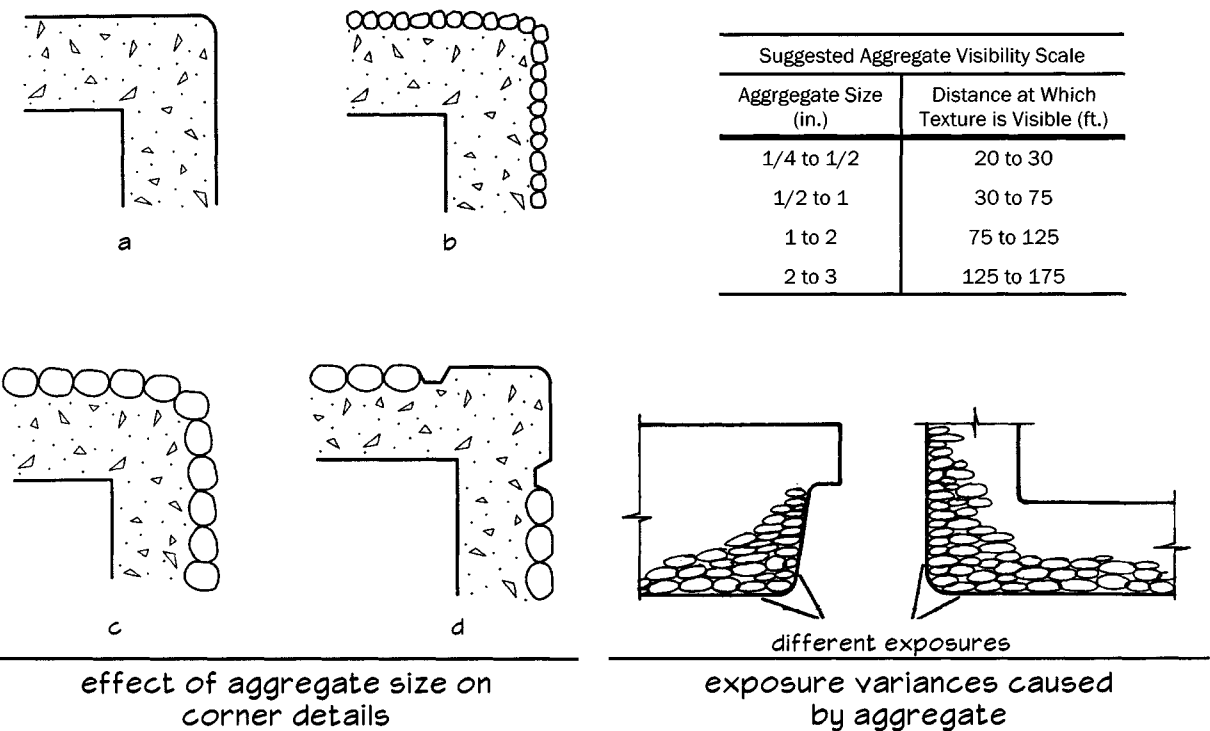 a
b
Suggested Aggregate Visibility Scale
Aggrgegate Size
(in.)
Distance at Which
Texture is Visible (ft.)
1/4 to 1/2
20 to 30
1/2 to 1
30 to 75
1 to 2
75 to 125
2 to 3
125 to 175
c
d
effect of aggregate size on
corner details
different exposures
exposure variances caused
by aggregate